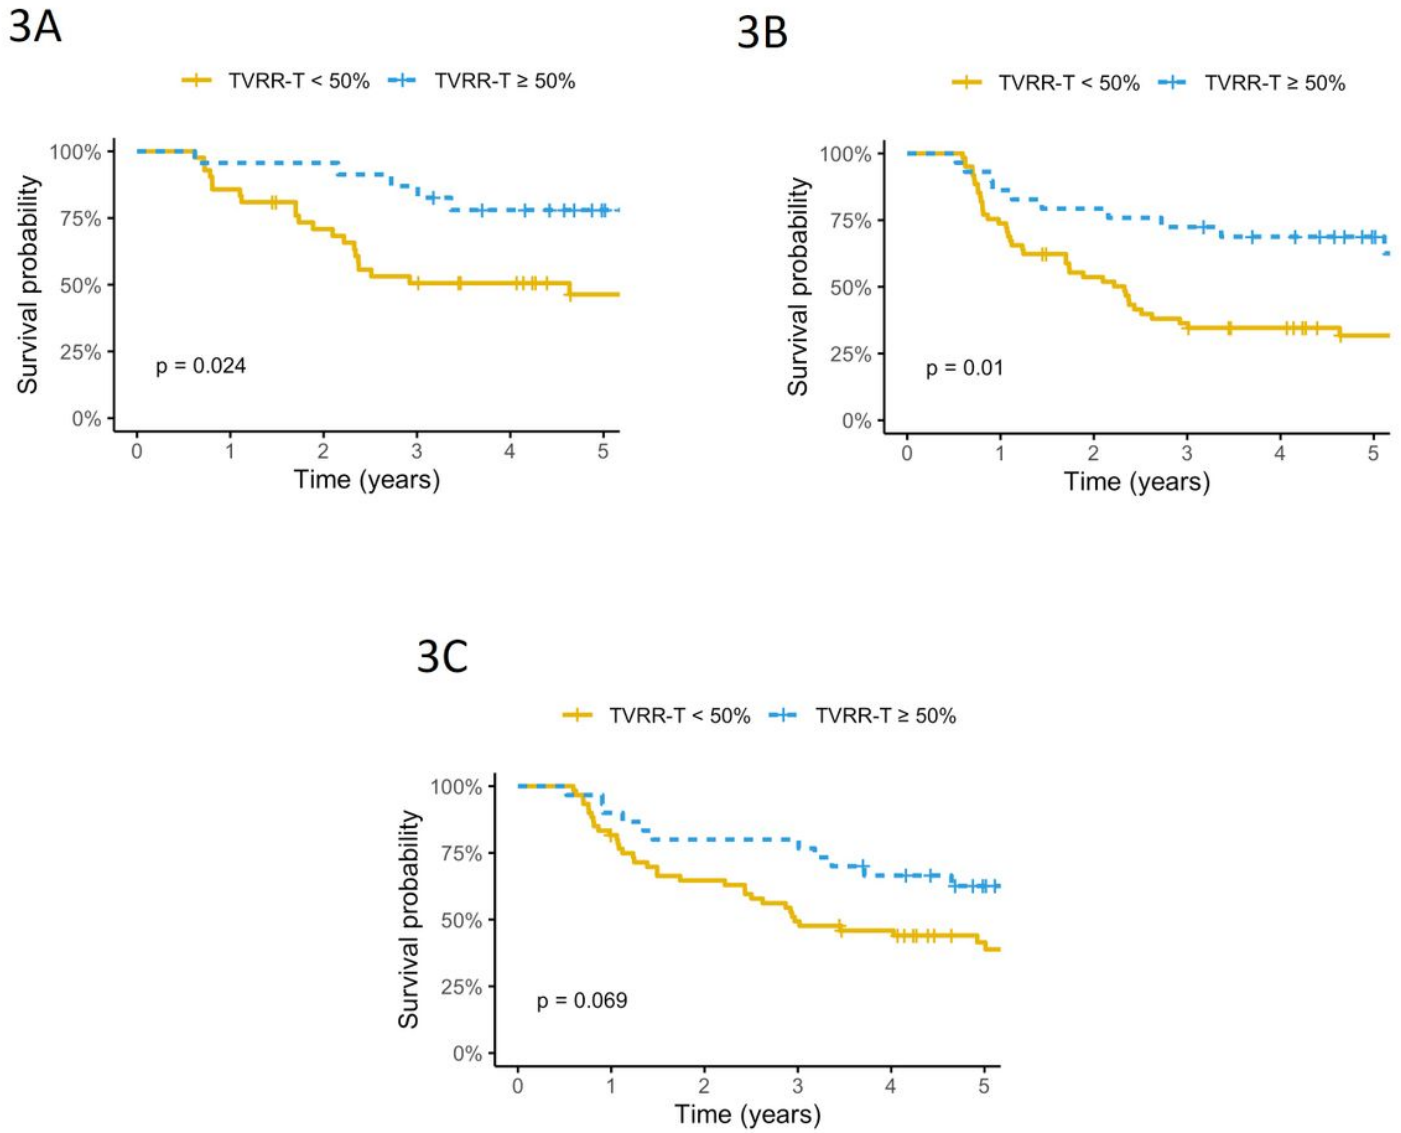 3A
TVRR-T < 50% TVRR-T ≥ 50%
100%
75%
50%
25%
0%
Survival probability
p = 0.024
0 1 2 3 4 5
Time (years)
3B
TVRR-T < 50% TVRR-T ≥ 50%
100%
75%
50%
25%
0%
Survival probability
p = 0.01
0 1 2 3 4 5
Time (years)
3C
TVRR-T < 50% TVRR-T ≥ 50%
100%
75%
50%
25%
0%
Survival probability
p = 0.069
0 1 2 3 4 5
Time (years)